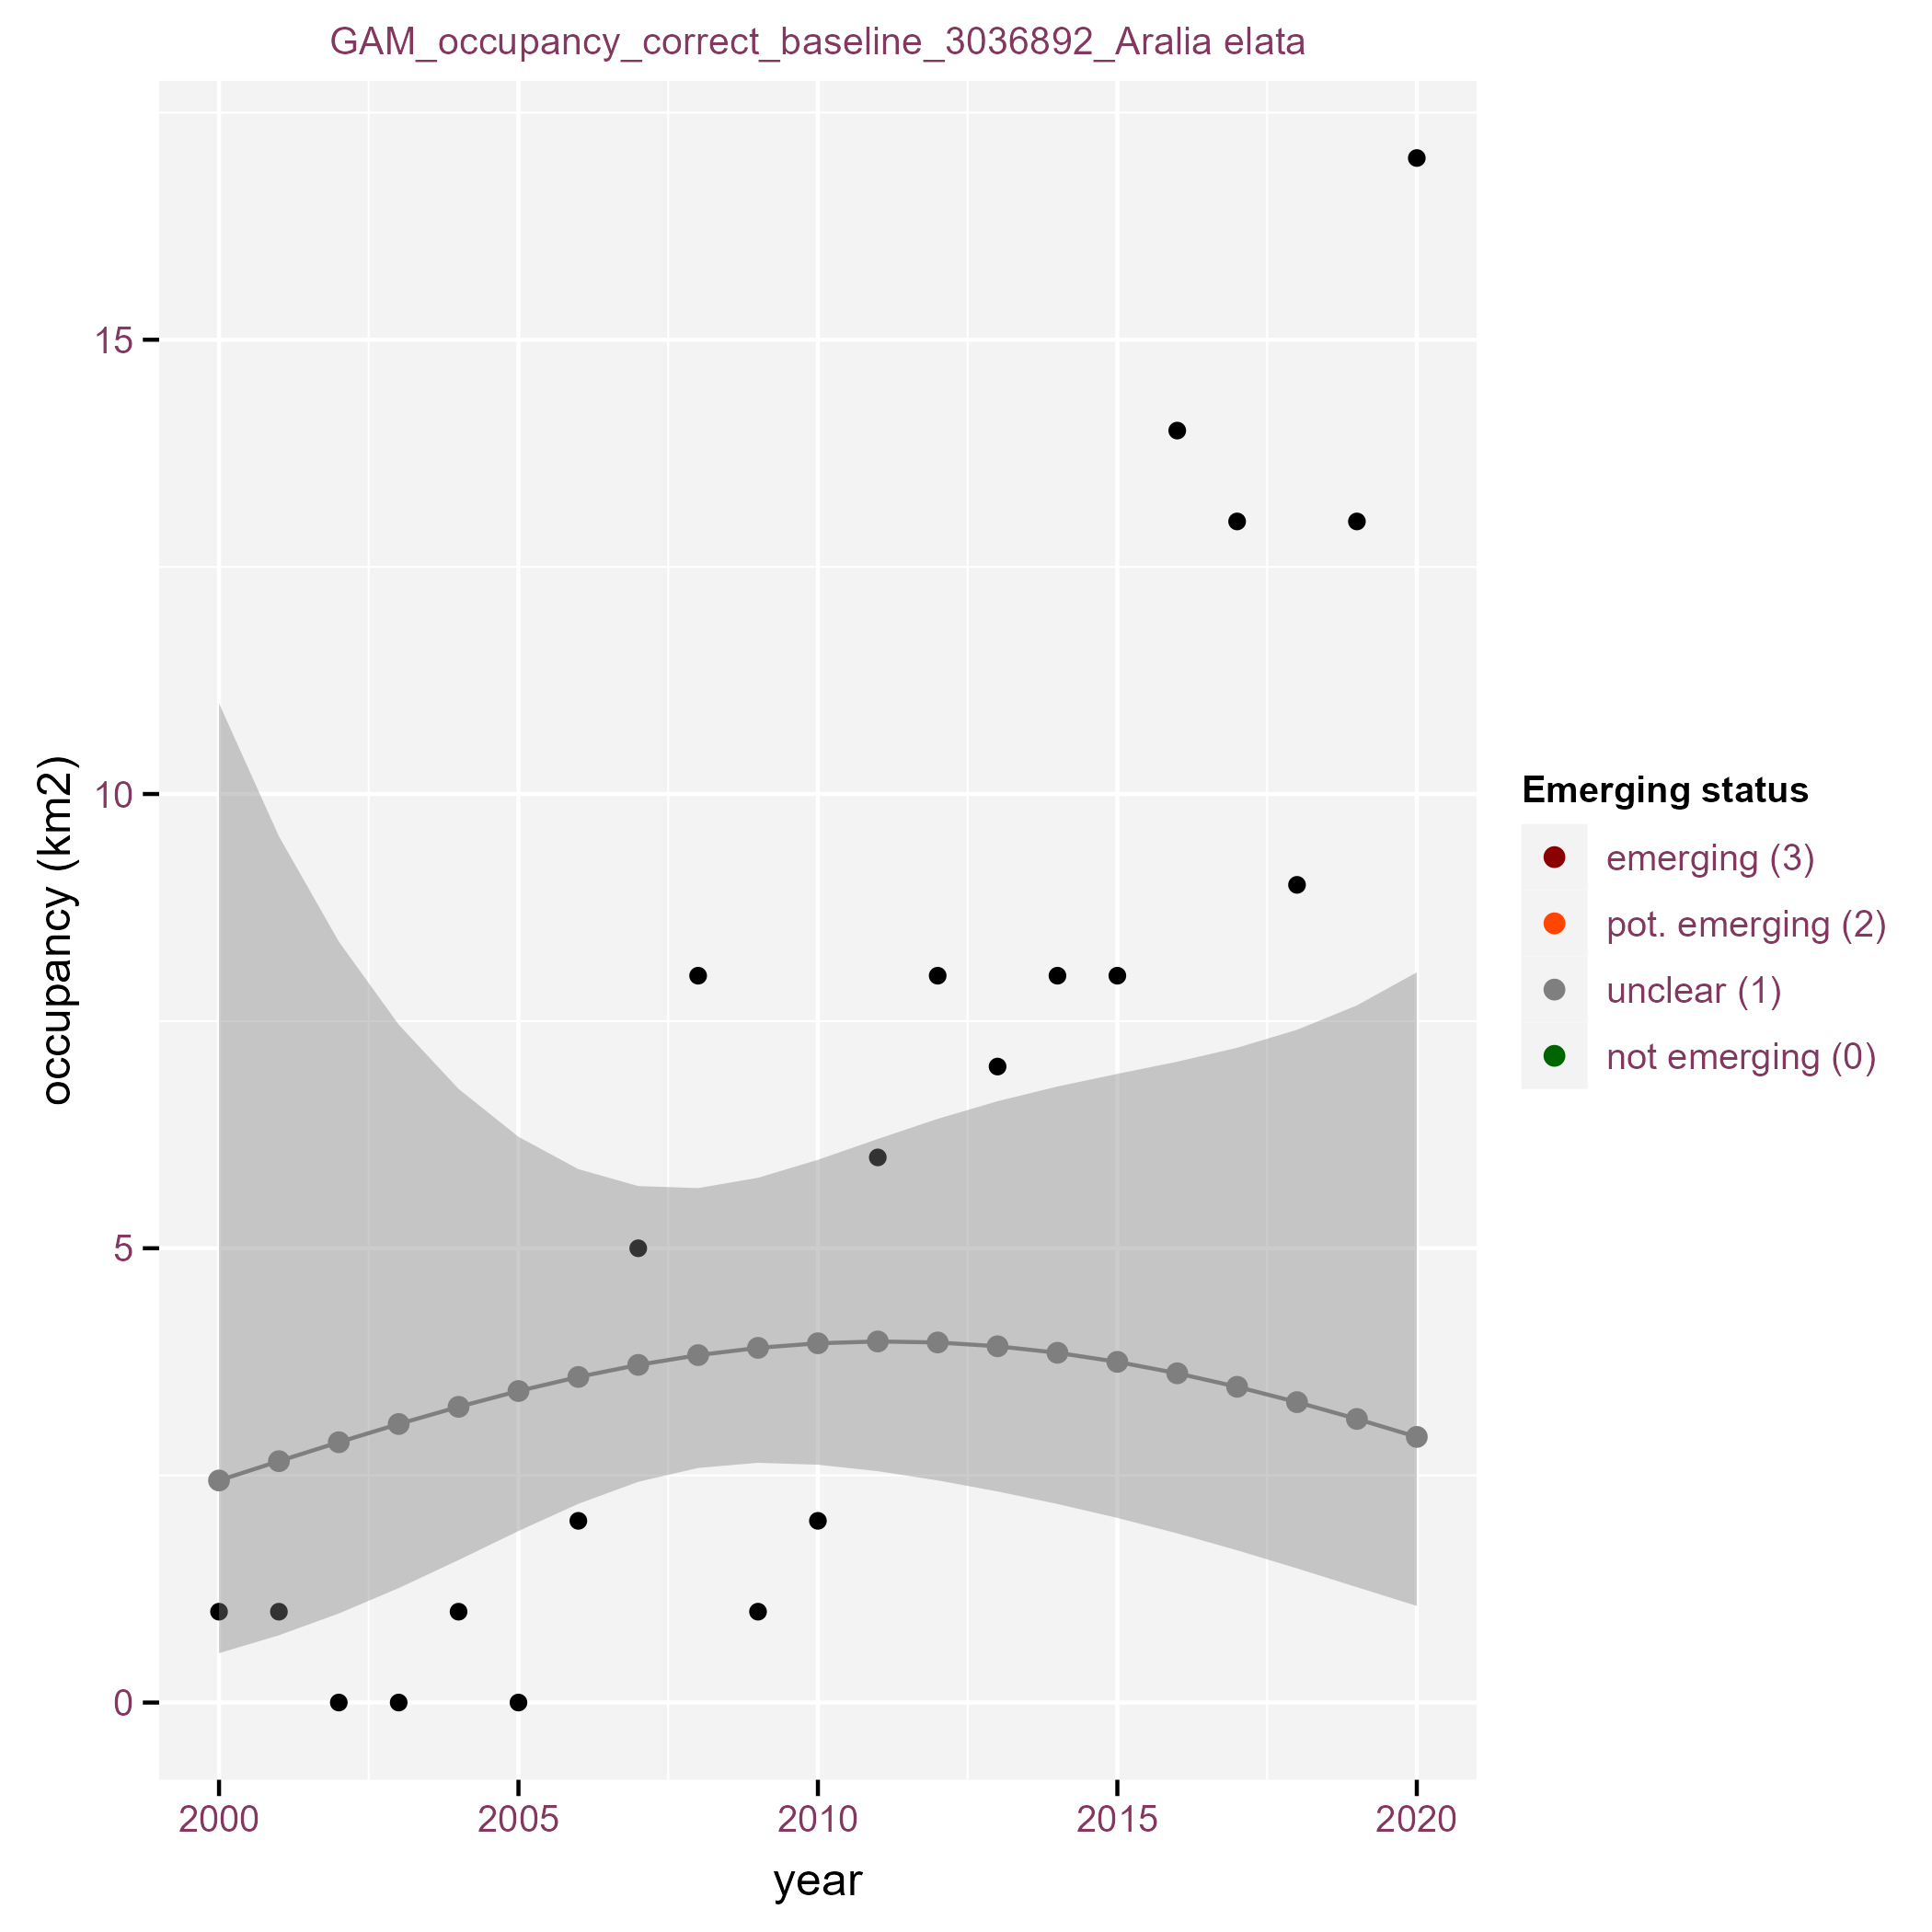 GAM_occupancy_correct_baseline_3036892_Aralia elata
15
10
5
0
occupancy (km2)
2000 2005 2010 2015 2020
year
Emerging status
emerging (3)
pot. emerging (2)
unclear (1)
not emerging (0)